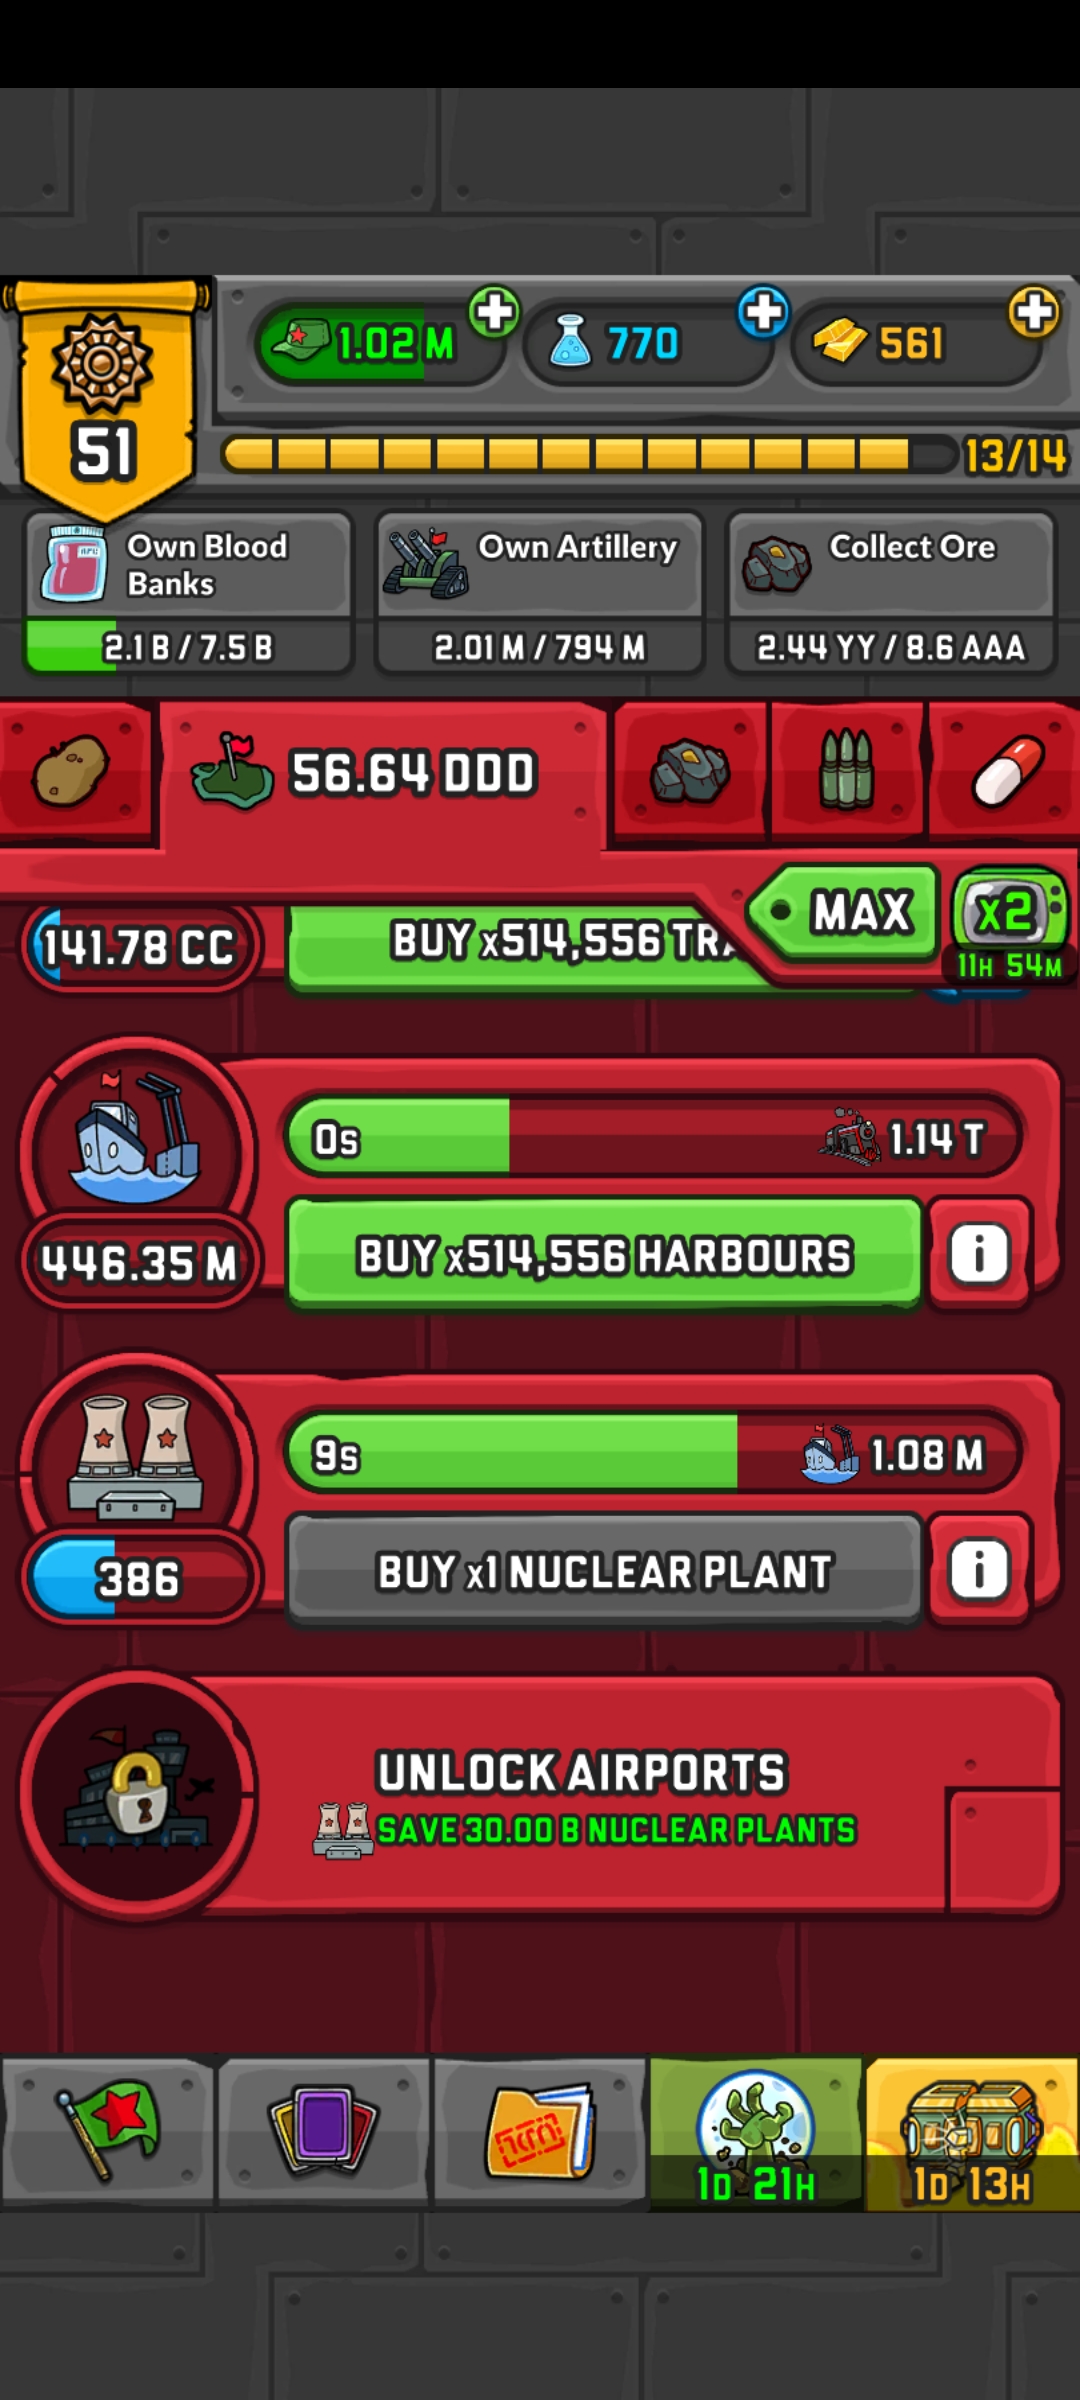 1.02 M
770
561
51
13/14
Own Blood
Banks
2.1 B / 7.5 B
Own Artillery
2.01 M / 794 M
Collect Ore
2.44 YY / 8.6 AAA
56.64 DDD
MAX
x2
11H 54M
141.78 CC
BUY x514,556 TRA
0s
1.14 T
446.35 M
BUY x514,556 HARBOURS
i
9s
1.08 M
386
BUY x1 NUCLEAR PLANT
i
UNLOCK AIRPORTS
SAVE 30.00 B NUCLEAR PLANTS
1D 21H
1D 13H